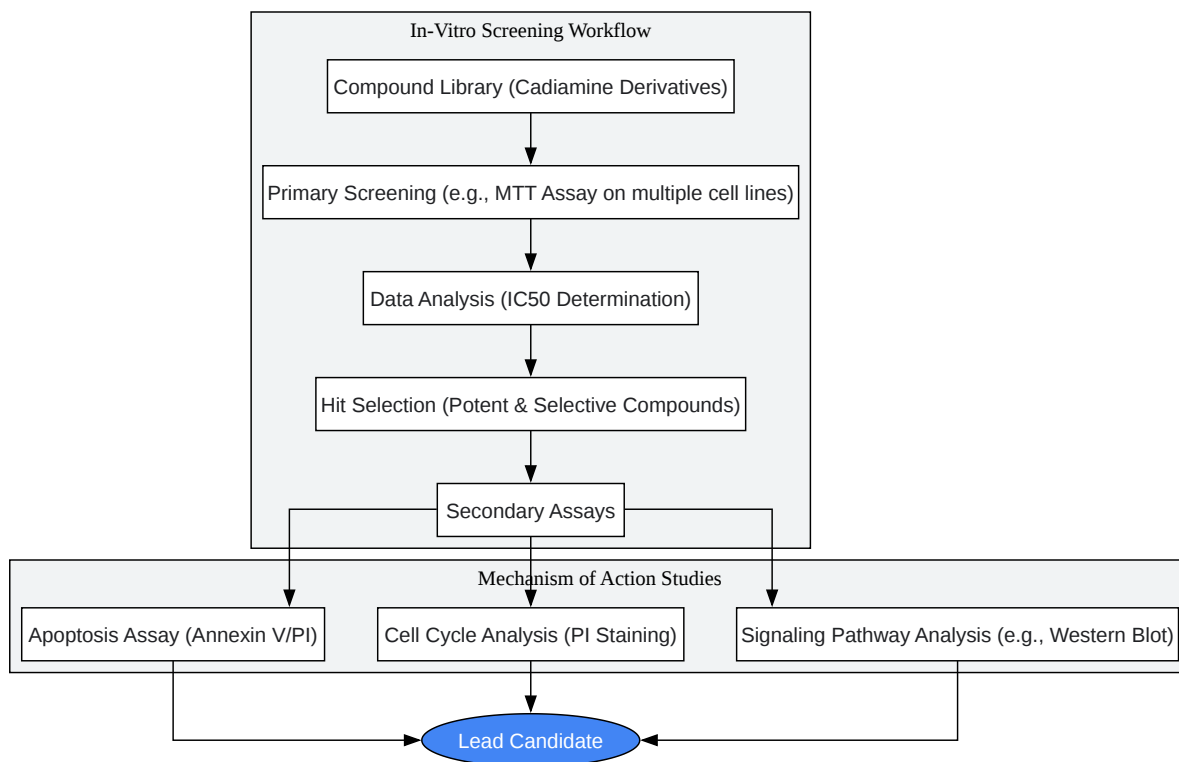 In-Vitro Screening Workflow
Compound Library (Cadiamine Derivatives)
Primary Screening (e.g., MTT Assay on multiple cell lines)
Data Analysis (IC50 Determination)
Hit Selection (Potent & Selective Compounds)
Secondary Assays
Mechanism of Action Studies
Apoptosis Assay (Annexin V/PI)
Cell Cycle Analysis (PI Staining)
Signaling Pathway Analysis (e.g., Western Blot)
Lead Candidate